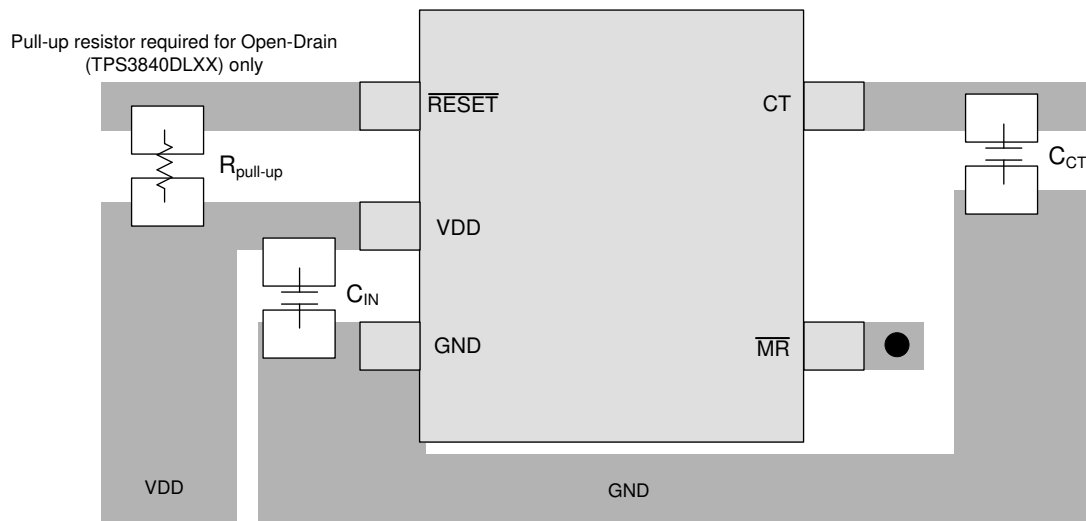 Pull-up resistor required for Open-Drain
(TPS3840DLXX) only
RESET
CT
Rpull-up
CCT
VDD
CIN
GND
MR
VDD
GND